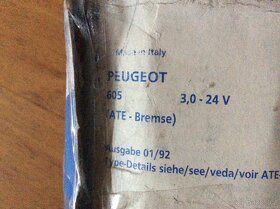 Made in Italy
PEUGEOT
605 3,0 - 24 V
(ATE - Bremse)
Ausgabe 01/92
Type-Details siehe/see/veda/voir ATE-